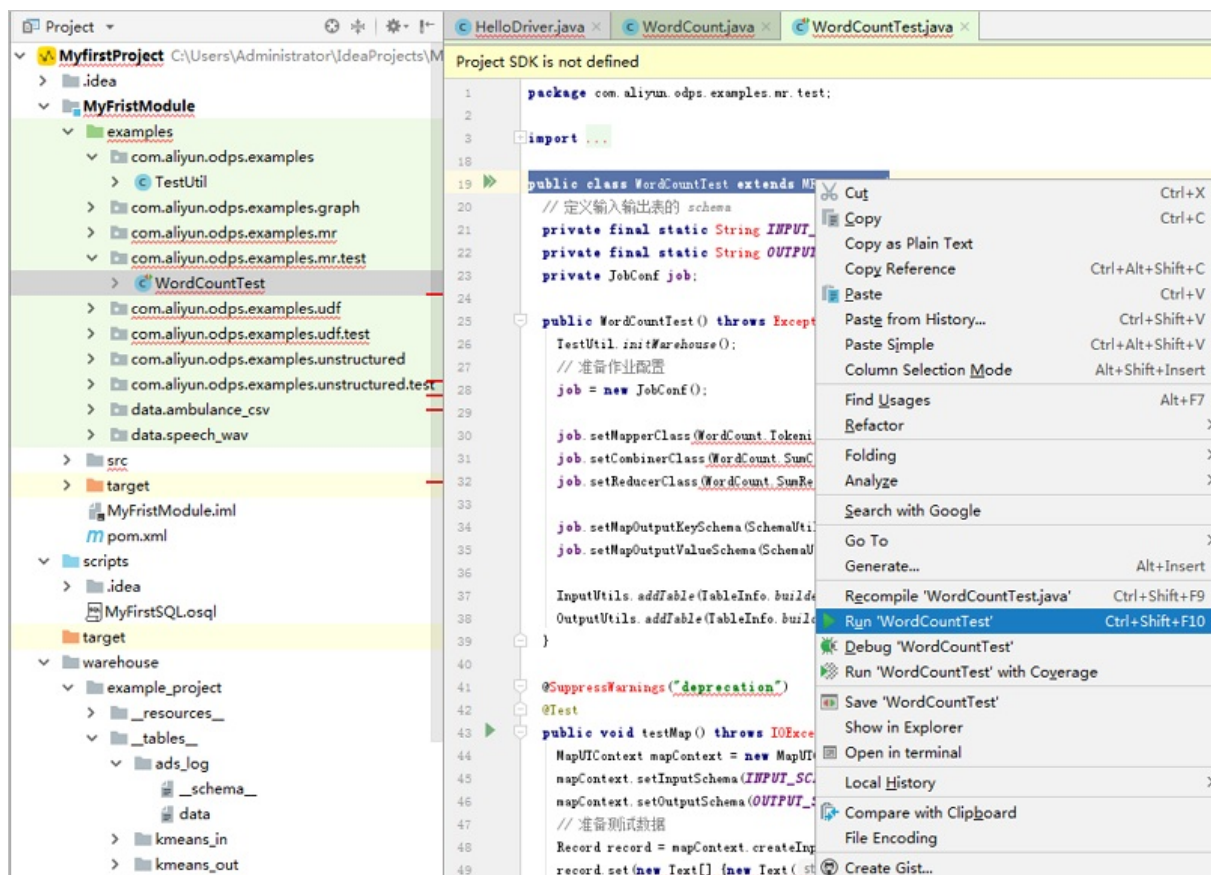 Project
MyfirstProject C:\Users\Administrator\IdeaProjects\M
.idea
MyFristModule
examples
com.aliyun.odps.examples
TestUtil
com.aliyun.odps.examples.graph
com.aliyun.odps.examples.mr
com.aliyun.odps.examples.mr.test
WordCountTest
com.aliyun.odps.examples.udf
com.aliyun.odps.examples.udf.test
com.aliyun.odps.examples.unstructured
com.aliyun.odps.examples.unstructured.test
data.ambulance_csv
data.speech_wav
src
target
MyFristModule.iml
pom.xml
scripts
.idea
MyFirstSQL.osql
target
warehouse
example_project
__resources__
__tables__
ads_log
__schema__
data
kmeans_in
kmeans_out
HelloDriver.java WordCount.java WordCountTest.java
Project SDK is not defined
1 package com.aliyun.odps.examples.mr.test;
2
3 import ...
18
19 public class WordCountTest extends MR
20 // 定义输入输出表的 schema
21 private final static String INPUT_
22 private final static String OUTPUT
23 private JobConf job;
24
25 public WordCountTest() throws Except
26 TestUtil.initWarehouse();
27 // 准备作业配置
28 job = new JobConf();
29
30 job.setMapperClass(WordCount.Tokeni
31 job.setCombinerClass(WordCount.SumC
32 job.setReducerClass(WordCount.SumRe
33
34 job.setMapOutputKeySchema(SchemaUtil
35 job.setMapOutputValueSchema(SchemaU
36
37 InputUtils.addTable(TableInfo.builde
38 OutputUtils.addTable(TableInfo.build
39 }
40
41 @SuppressWarnings("deprecation")
42 @Test
43 public void testMap() throws IOExce
44 MapUTContext mapContext = new MapUTC
45 mapContext.setInputSchema(INPUT_SC
46 mapContext.setOutputSchema(OUTPUT_S
47 // 准备测试数据
48 Record record = mapContext.createInp
49 record.set(new Text[] {new Text( st
Cut Ctrl+X
Copy Ctrl+C
Copy as Plain Text
Copy Reference Ctrl+Alt+Shift+C
Paste Ctrl+V
Paste from History... Ctrl+Shift+V
Paste Simple Ctrl+Alt+Shift+V
Column Selection Mode Alt+Shift+Insert
Find Usages Alt+F7
Refactor
Folding
Analyze
Search with Google
Go To
Generate... Alt+Insert
Recompile 'WordCountTest.java' Ctrl+Shift+F9
Run 'WordCountTest' Ctrl+Shift+F10
Debug 'WordCountTest'
Run 'WordCountTest' with Coverage
Save 'WordCountTest'
Show in Explorer
Open in terminal
Local History
Compare with Clipboard
File Encoding
Create Gist...